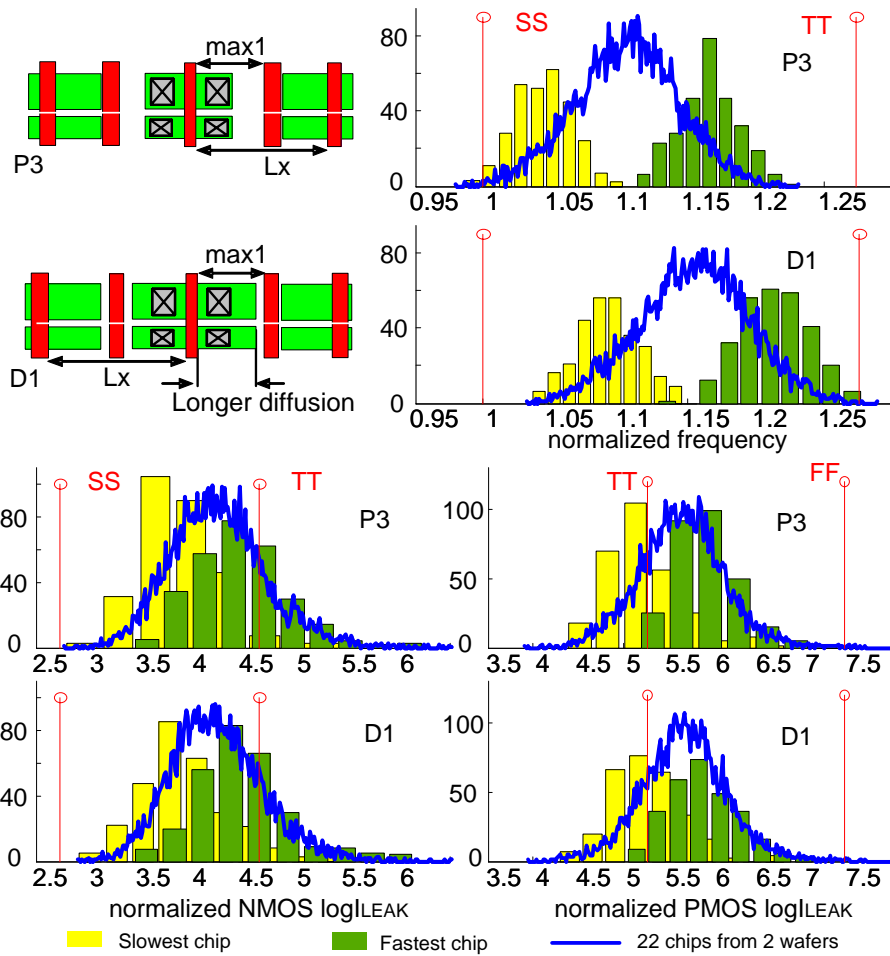 max1
Lx
P3
SS
TT
P3
80
40
0
0.95
1
1.05
1.1
1.15
1.2
1.25
max1
Lx
D1
Longer diffusion
D1
80
40
0
0.95
1
1.05
1.1
1.15
1.2
1.25
normalized frequency
SS
TT
P3
80
40
0
2.5 3 3.5 4 4.5 5 5.5 6
TT
FF
P3
100
50
0
3.5 4 4.5 5 5.5 6 6.5 7 7.5
D1
80
40
0
2.5 3 3.5 4 4.5 5 5.5 6
normalized NMOS logILEAK
D1
100
50
0
3.5 4 4.5 5 5.5 6 6.5 7 7.5
normalized PMOS logILEAK
Slowest chip
Fastest chip
22 chips from 2 wafers